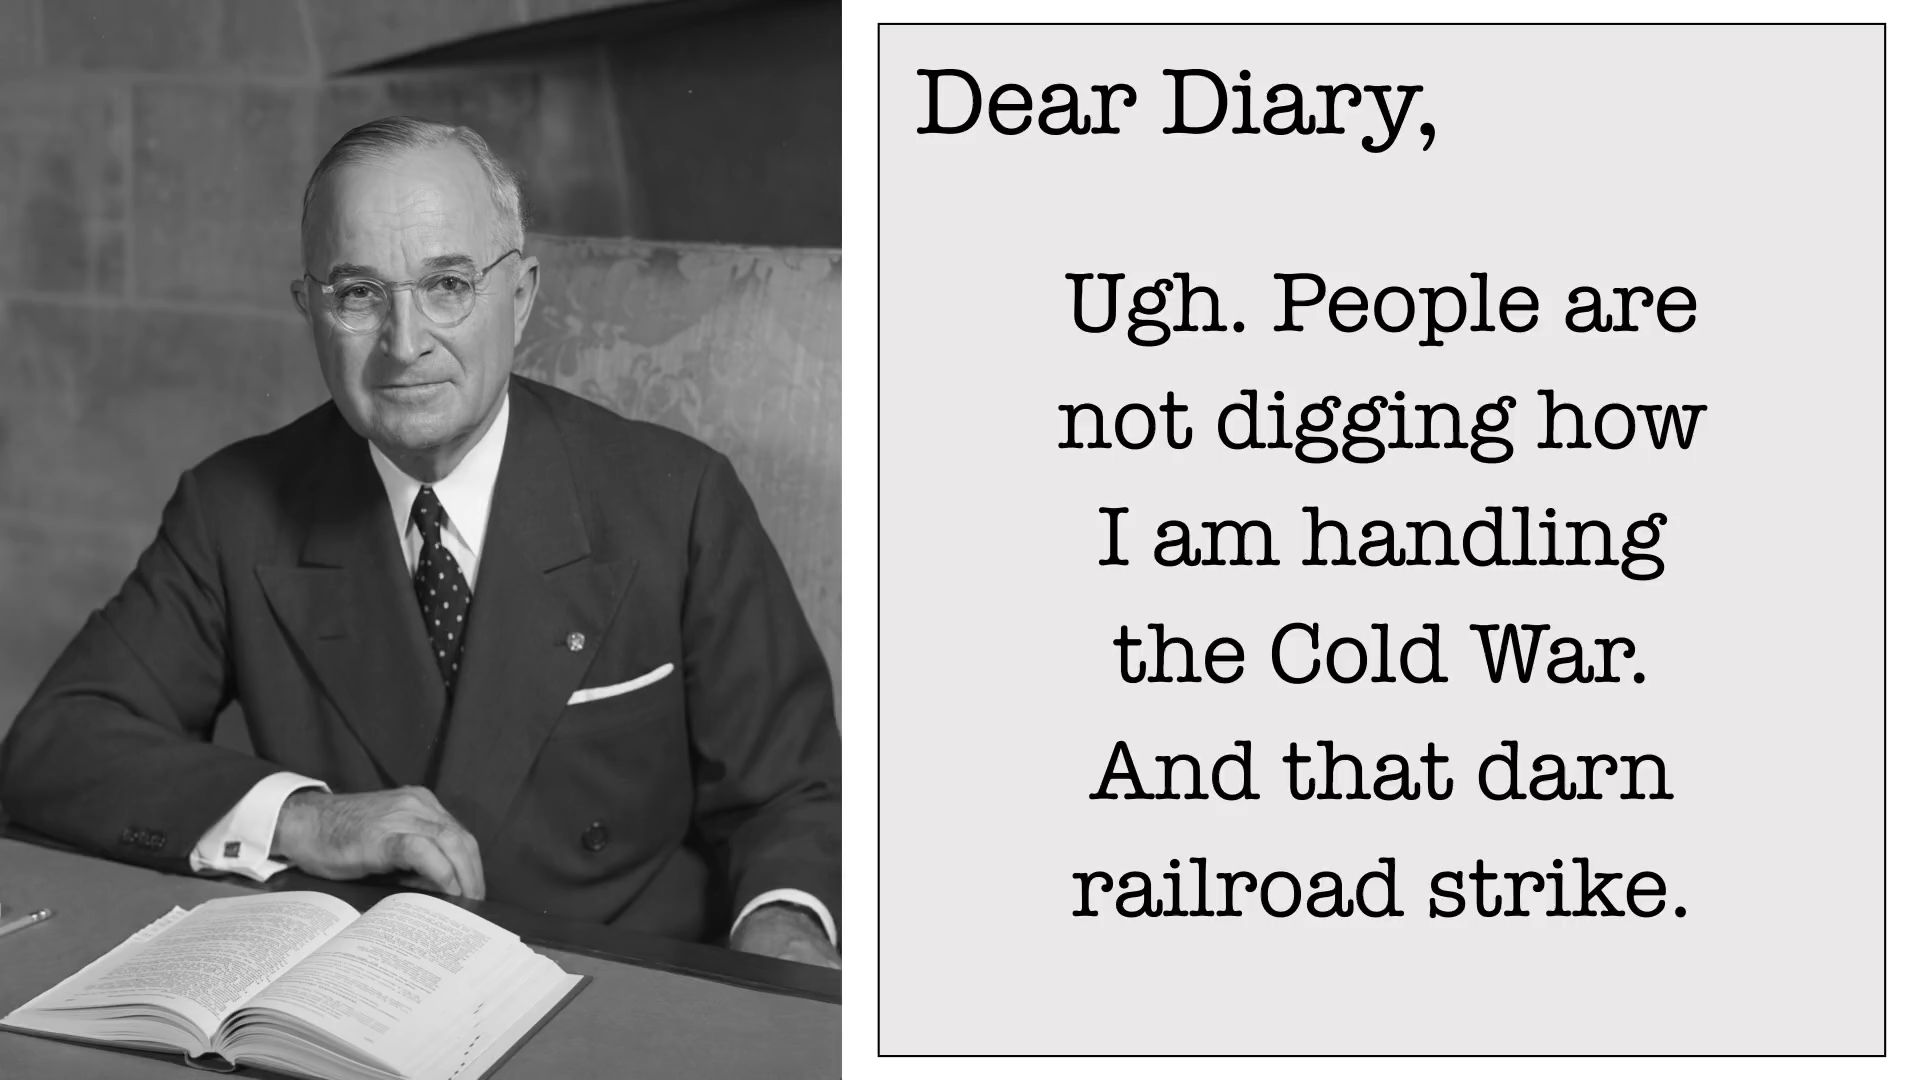 Dear Diary,
Ugh. People are
not digging how
I am handling
the Cold War.
And that darn
railroad strike.